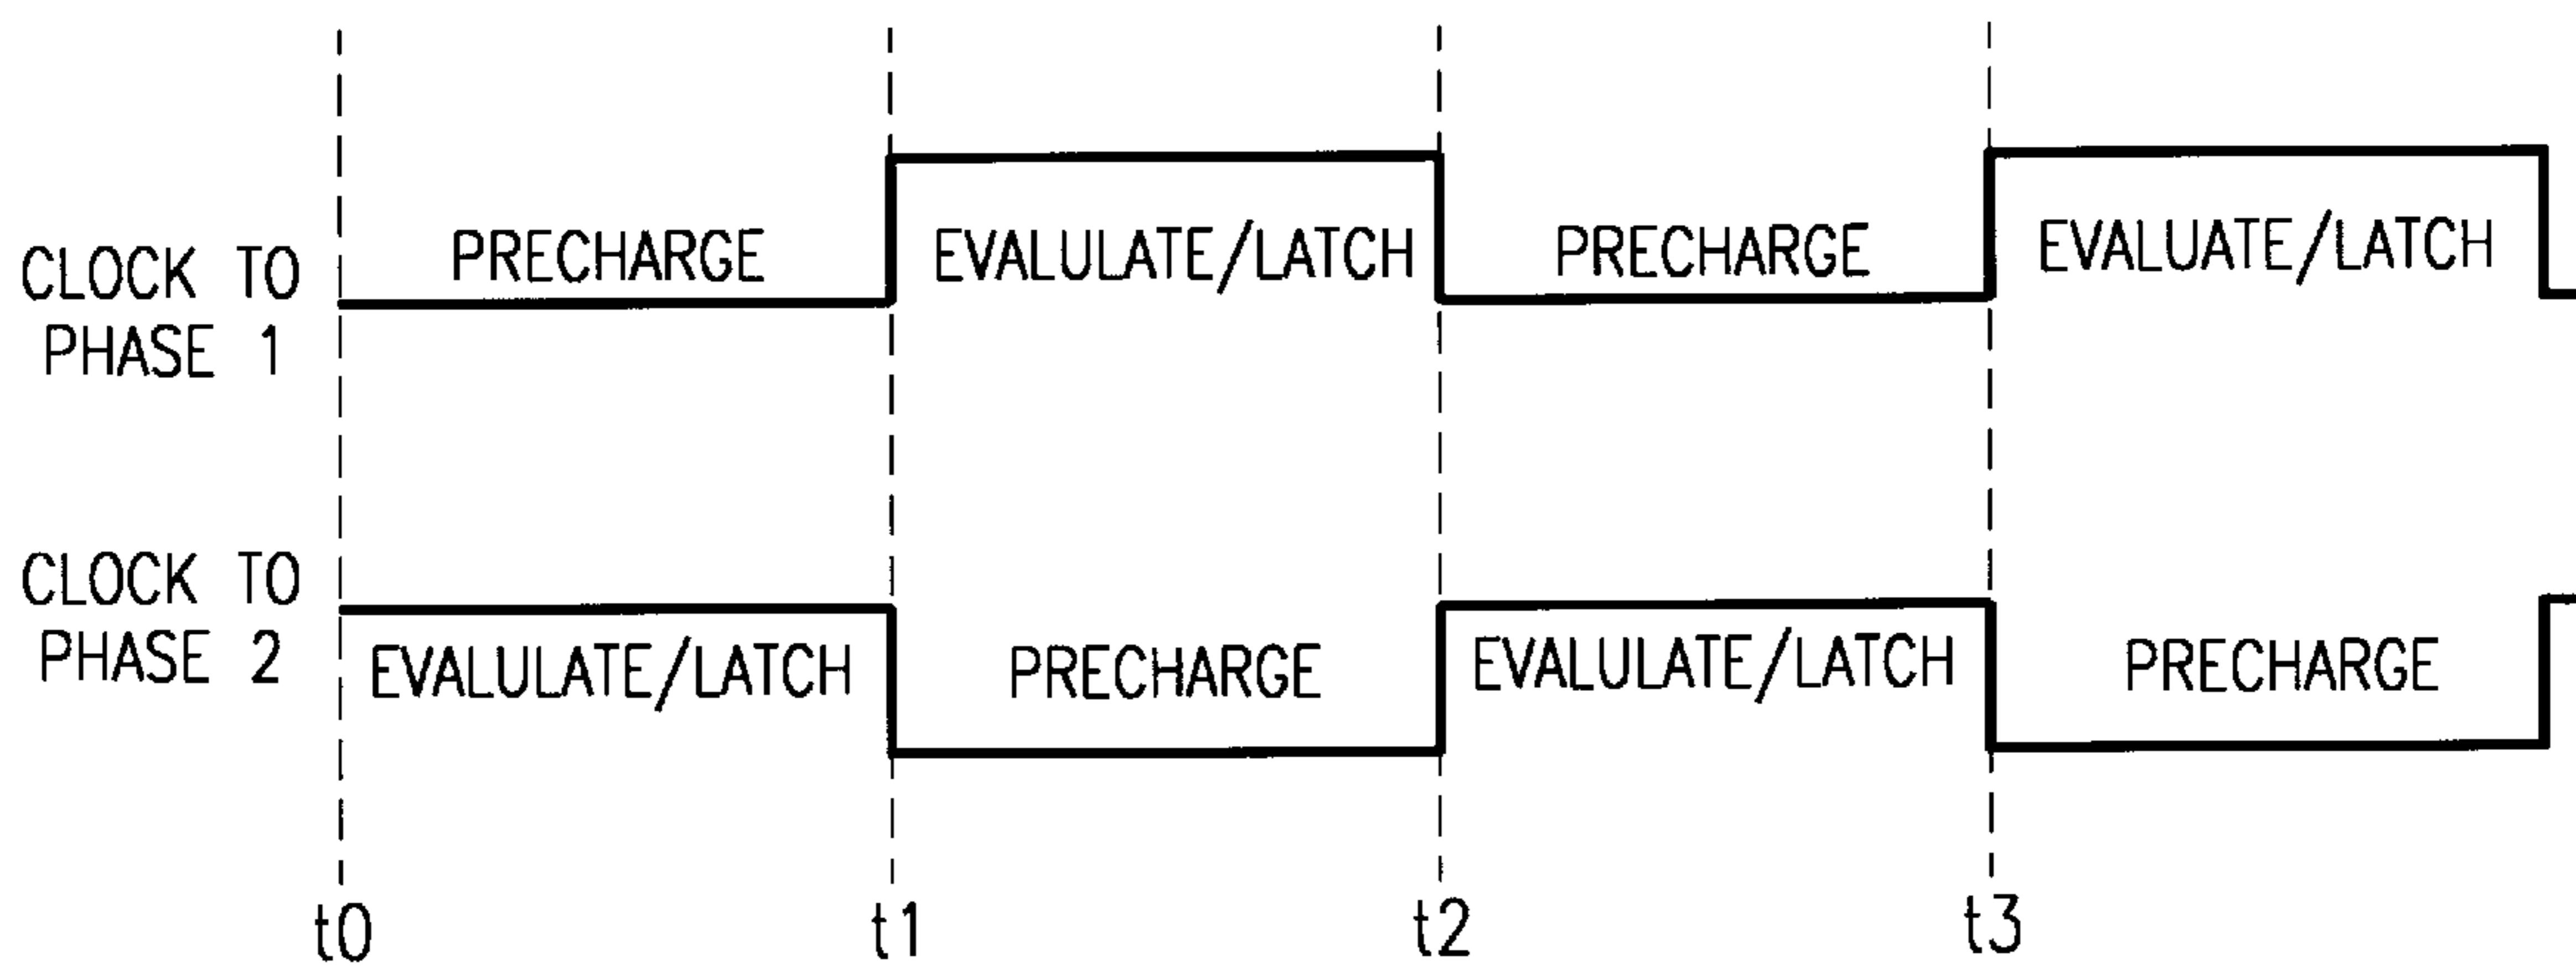 PRECHARGE
EVALULATE/LATCH
PRECHARGE
EVALUATE/LATCH
CLOCK TO
PHASE 1
CLOCK TO
PHASE 2
EVALULATE/LATCH
PRECHARGE
EVALULATE/LATCH
PRECHARGE
t0
t1
t2
t3